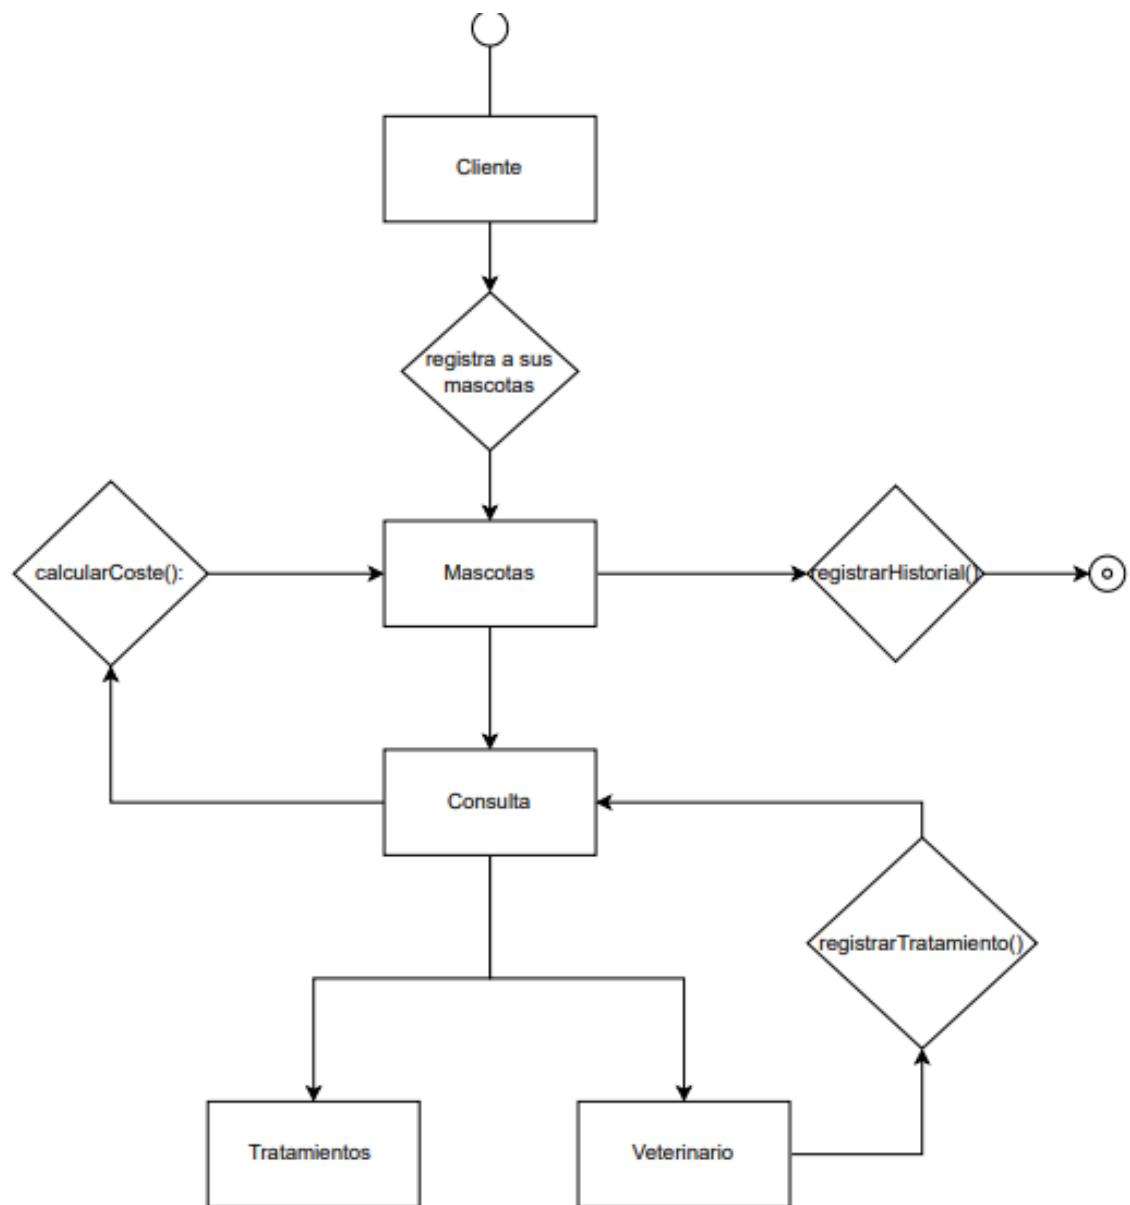 Cliente
registra a sus
mascotas
calcularCoste():
Mascotas
registrarHistorial()
Consulta
registrarTratamiento()
Tratamientos
Veterinario